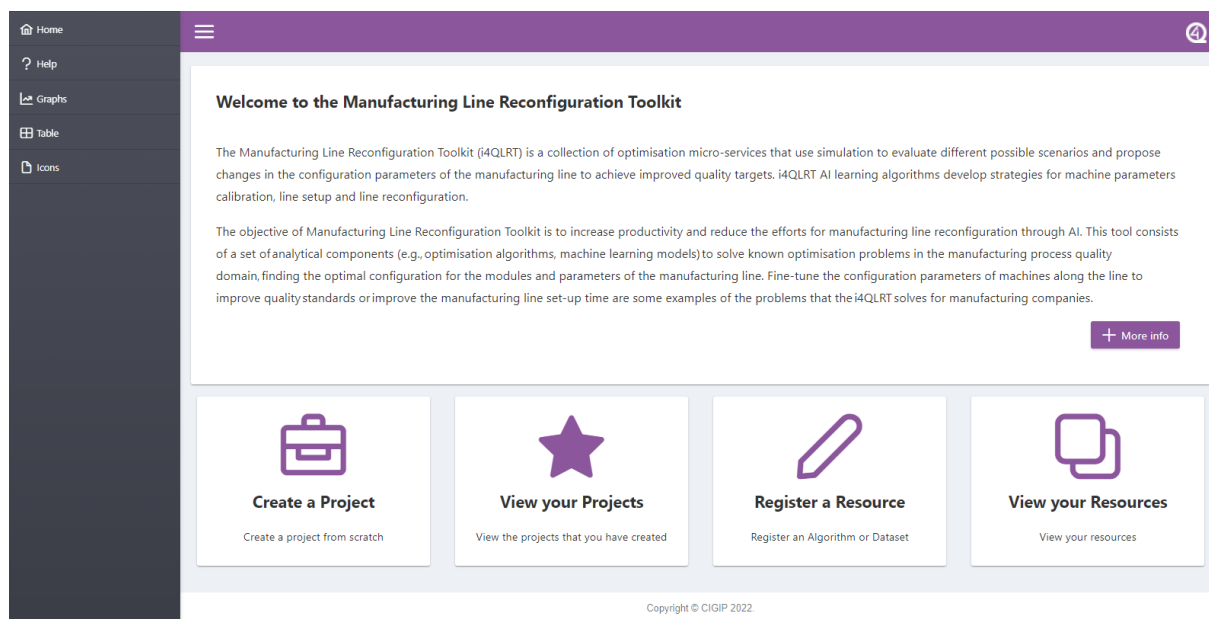 Home
Help
Graphs
Table
Icons
4
Welcome to the Manufacturing Line Reconfiguration Toolkit
The Manufacturing Line Reconfiguration Toolkit (i4QLRT) is a collection of optimisation micro-services that use simulation to evaluate different possible scenarios and propose
changes in the configuration parameters of the manufacturing line to achieve improved quality targets. i4QLRT AI learning algorithms develop strategies for machine parameters
calibration, line setup and line reconfiguration.
The objective of Manufacturing Line Reconfiguration Toolkit is to increase productivity and reduce the efforts for manufacturing line reconfiguration through AI. This tool consists
of a set of analytical components (e.g., optimisation algorithms, machine learning models) to solve known optimisation problems in the manufacturing process quality
domain, finding the optimal configuration for the modules and parameters of the manufacturing line. Fine-tune the configuration parameters of machines along the line to
improve quality standards or improve the manufacturing line set-up time are some examples of the problems that the i4QLRT solves for manufacturing companies.
More info
Create a Project
Create a project from scratch
View your Projects
View the projects that you have created
Register a Resource
Register an Algorithm or Dataset
View your Resources
View your resources
Copyright © CIGIP 2022.